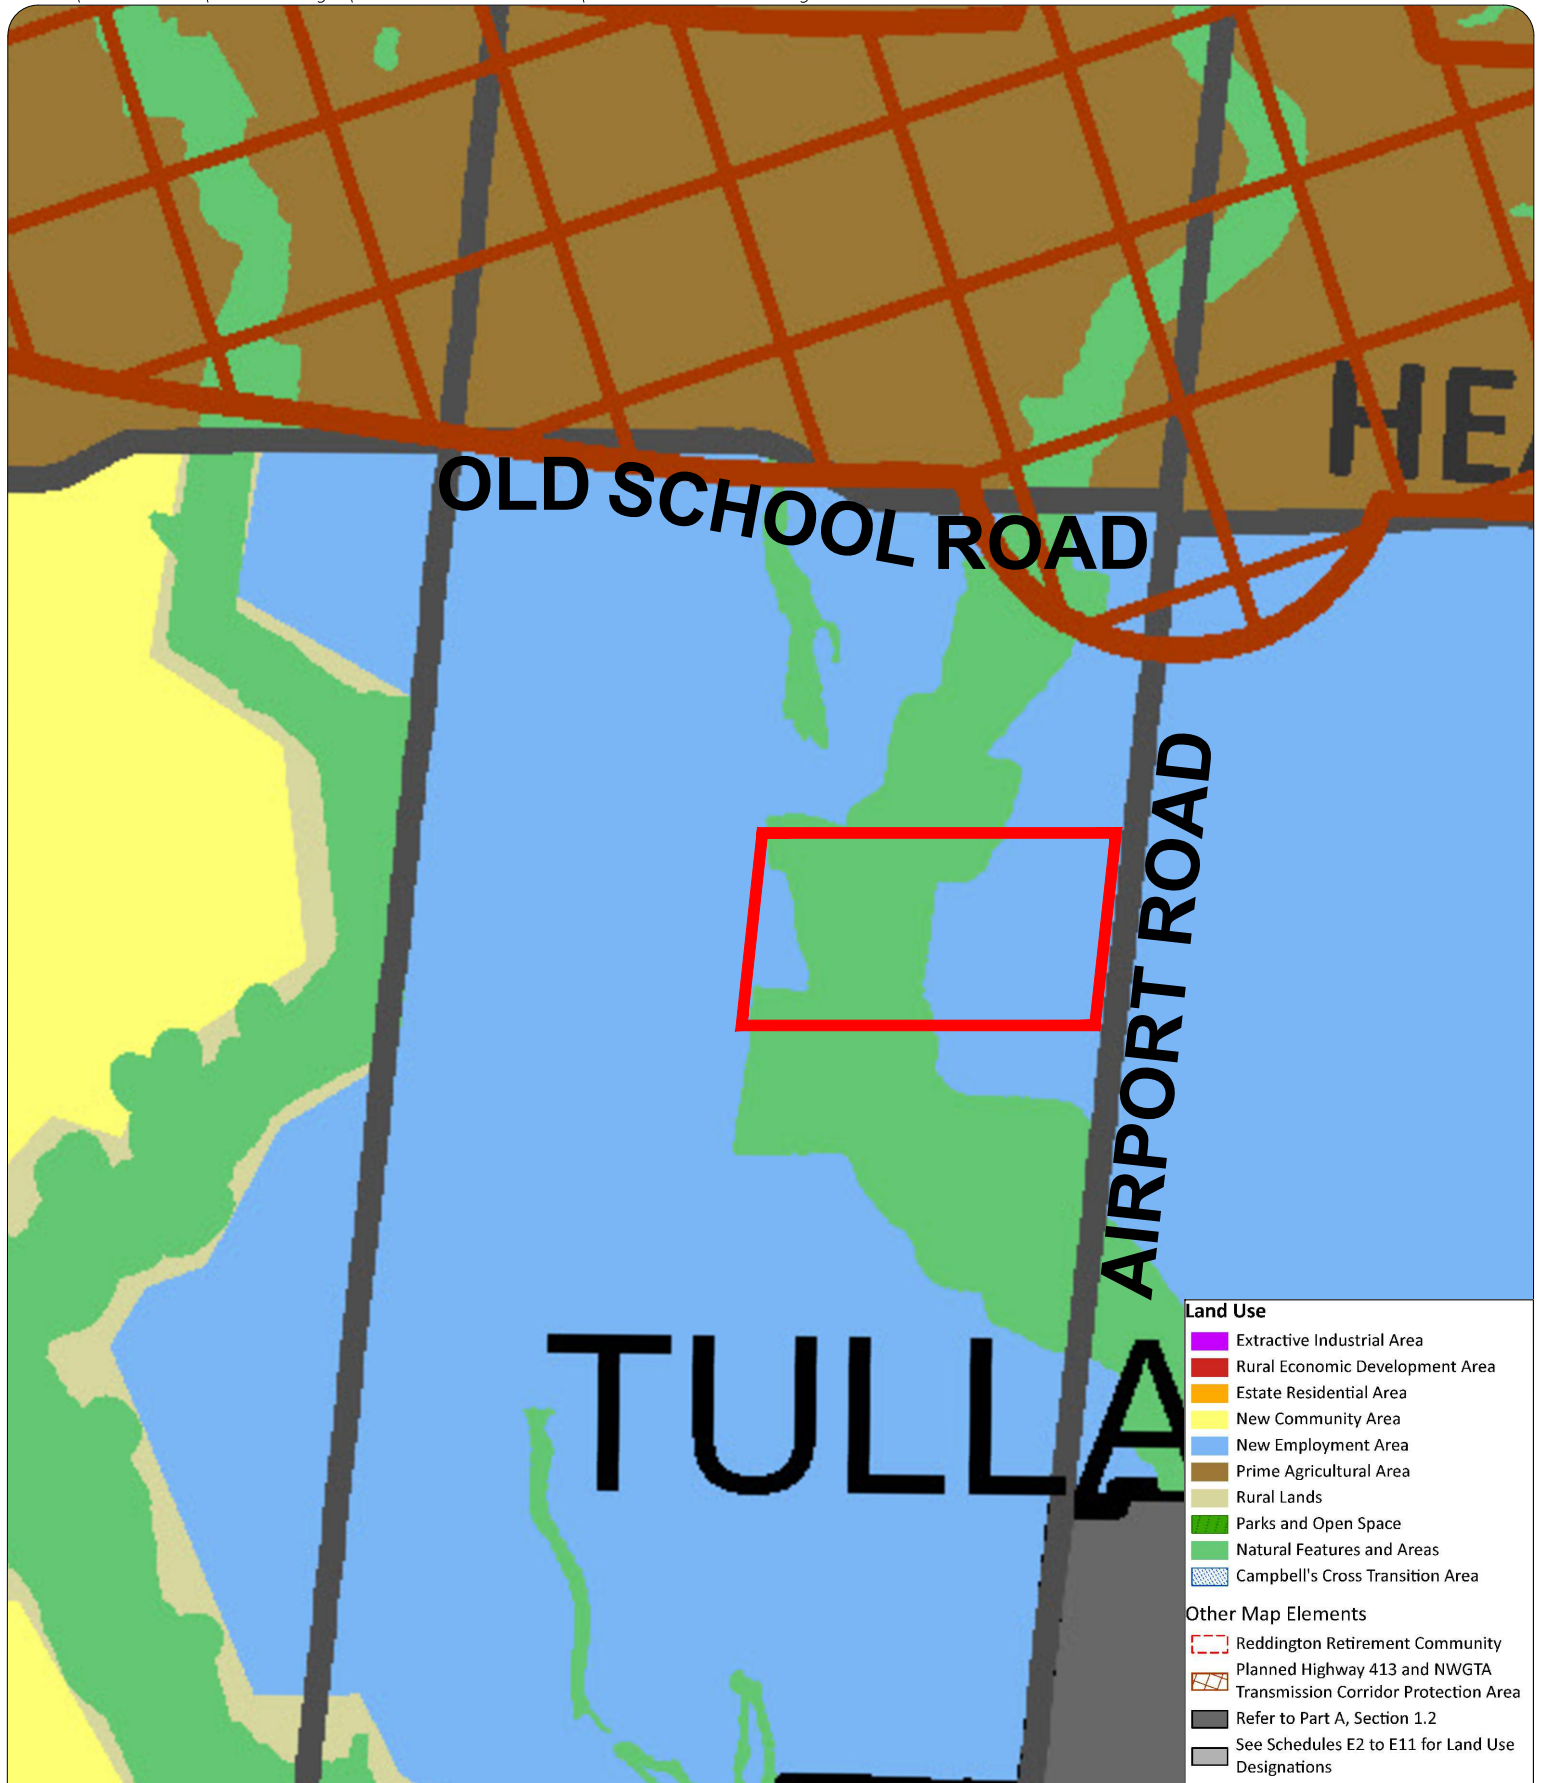 HEA
OLD SCHOOL ROAD
AIRPORT ROAD
TULLA
Land Use
Extractive Industrial Area
Rural Economic Development Area
Estate Residential Area
New Community Area
New Employment Area
Prime Agricultural Area
Rural Lands
Parks and Open Space
Natural Features and Areas
Campbell's Cross Transition Area
Other Map Elements
Reddington Retirement Community
Planned Highway 413 and NWGTA
Transmission Corridor Protection Area
Refer to Part A, Section 1.2
See Schedules E2 to E11 for Land Use
Designations